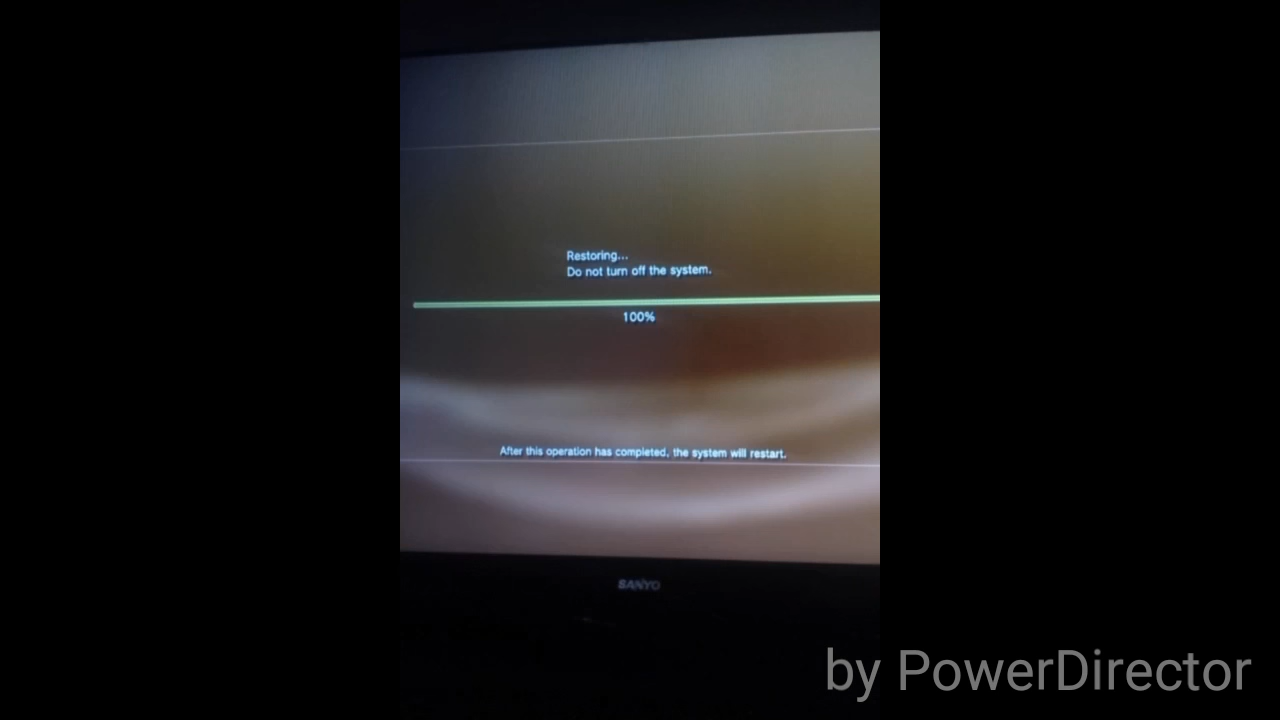 Restoring...
Do not turn off the system.
100%
After this operation has completed, the system will restart.
SANYO
by PowerDirector